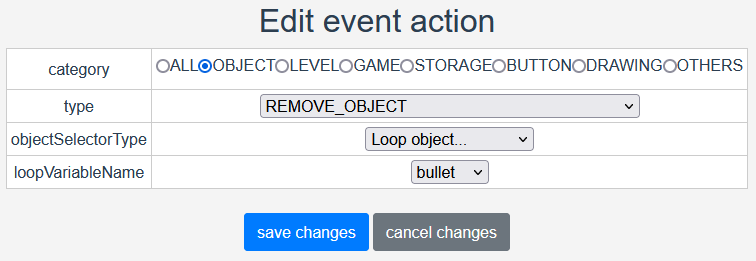 Edit event action
category ALL OBJECT LEVEL GAME STORAGE BUTTON DRAWING OTHERS
type REMOVE_OBJECT
objectSelectorType Loop object...
loopVariableName bullet
save changes cancel changes